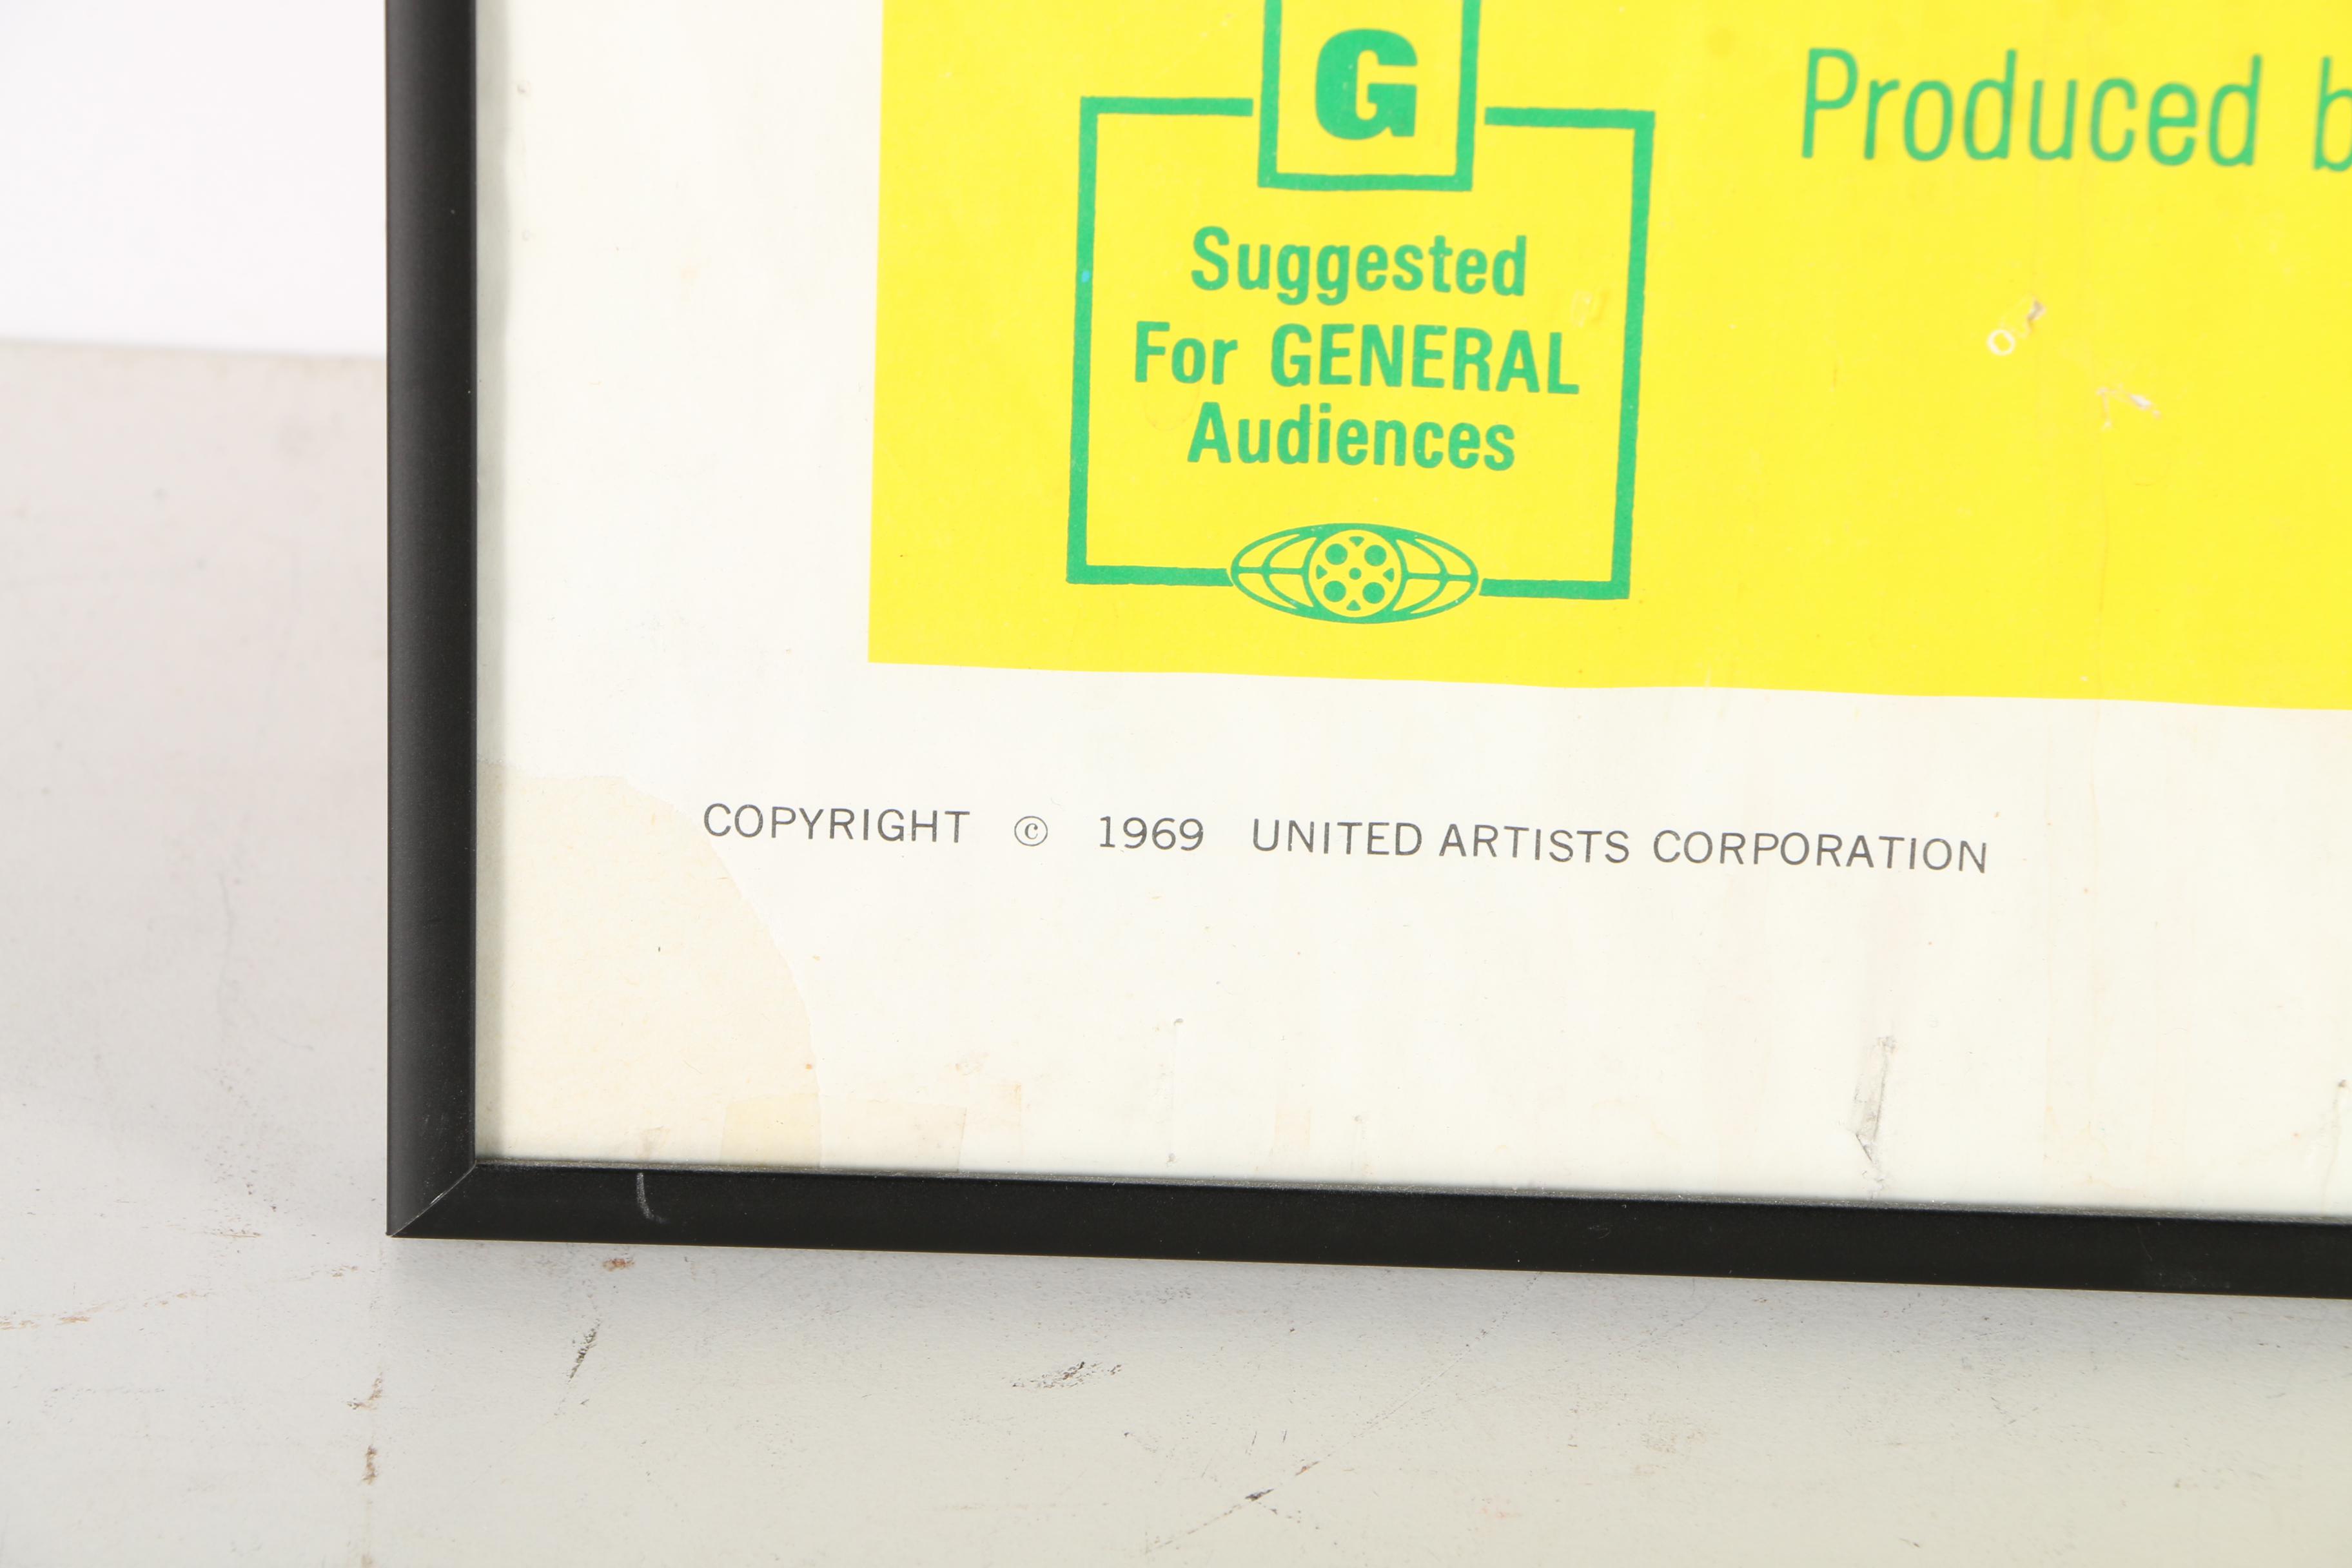 G
Produced
Suggested
For GENERAL
Audiences
COPYRIGHT © 1969 UNITED ARTISTS CORPORATION